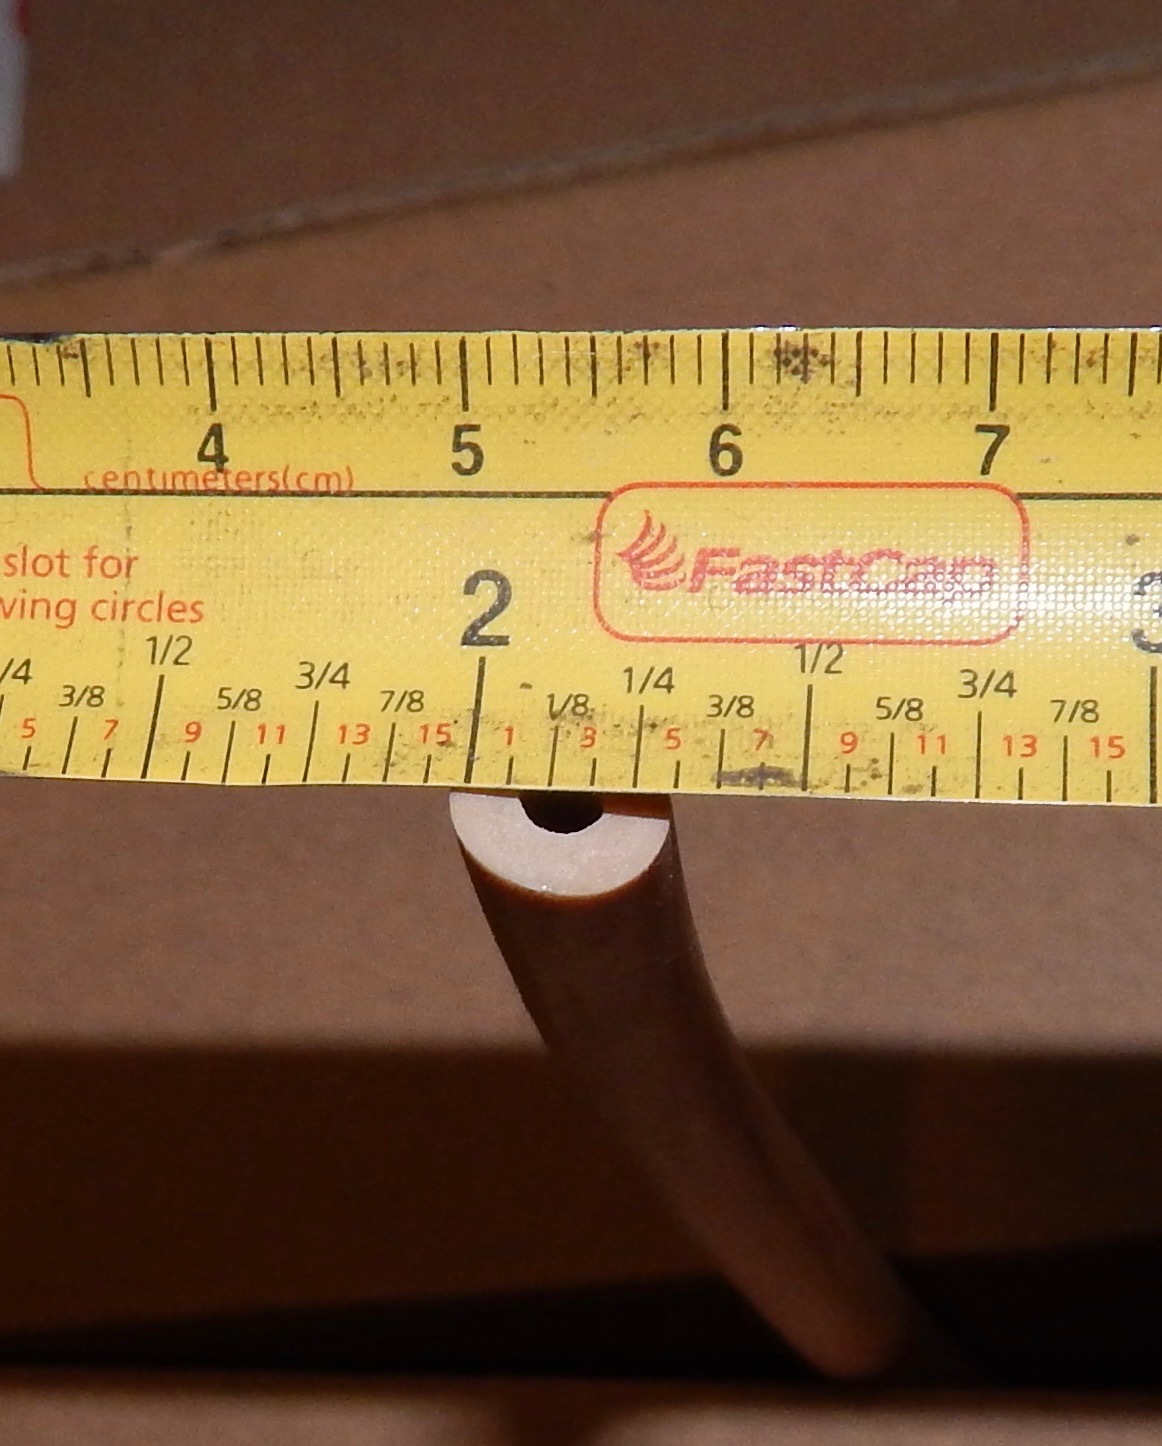 4 5 6 7
centimeters(cm)
FastCap
slot for
wing circles
2 3
/4 3/8 1/2 5/8 3/4 7/8 1/8 1/4 3/8 1/2 5/8 3/4 7/8
5 7 9 11 13 15 1 3 5 7 9 11 13 15